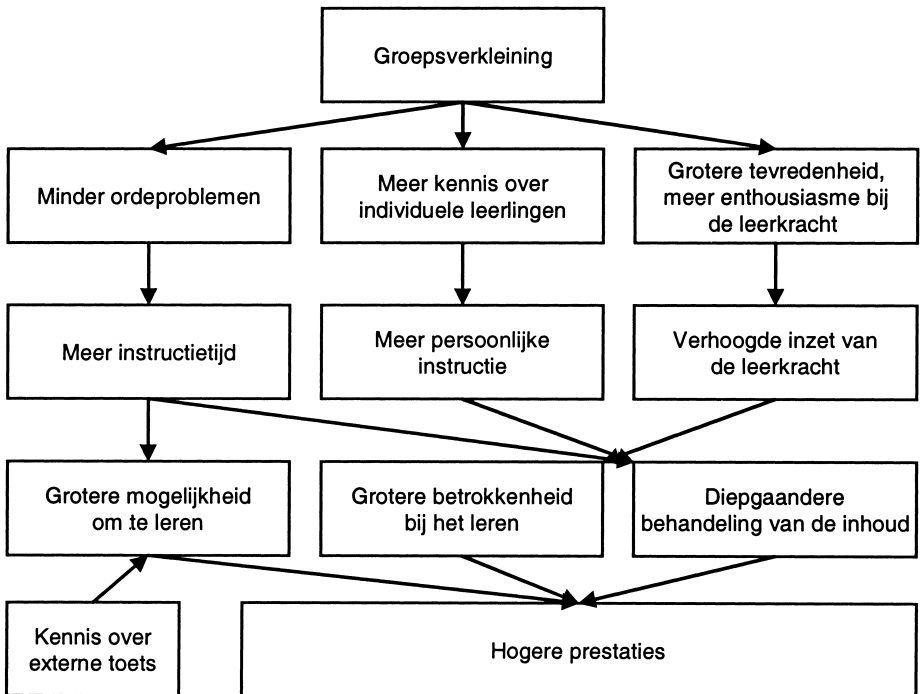 Groepsverkleining
Minder ordeproblemen
Meer kennis over
individuele leerlingen
Grotere tevredenheid,
meer enthousiasme bij
de leerkracht
Meer instructietijd
Meer persoonlijke
instructie
Verhoogde inzet van
de leerkracht
Grotere mogelijkheid
om te leren
Grotere betrokkenheid
bij het leren
Diepgaandere
behandeling van de inhoud
Kennis over
externe toets
Hogere prestaties